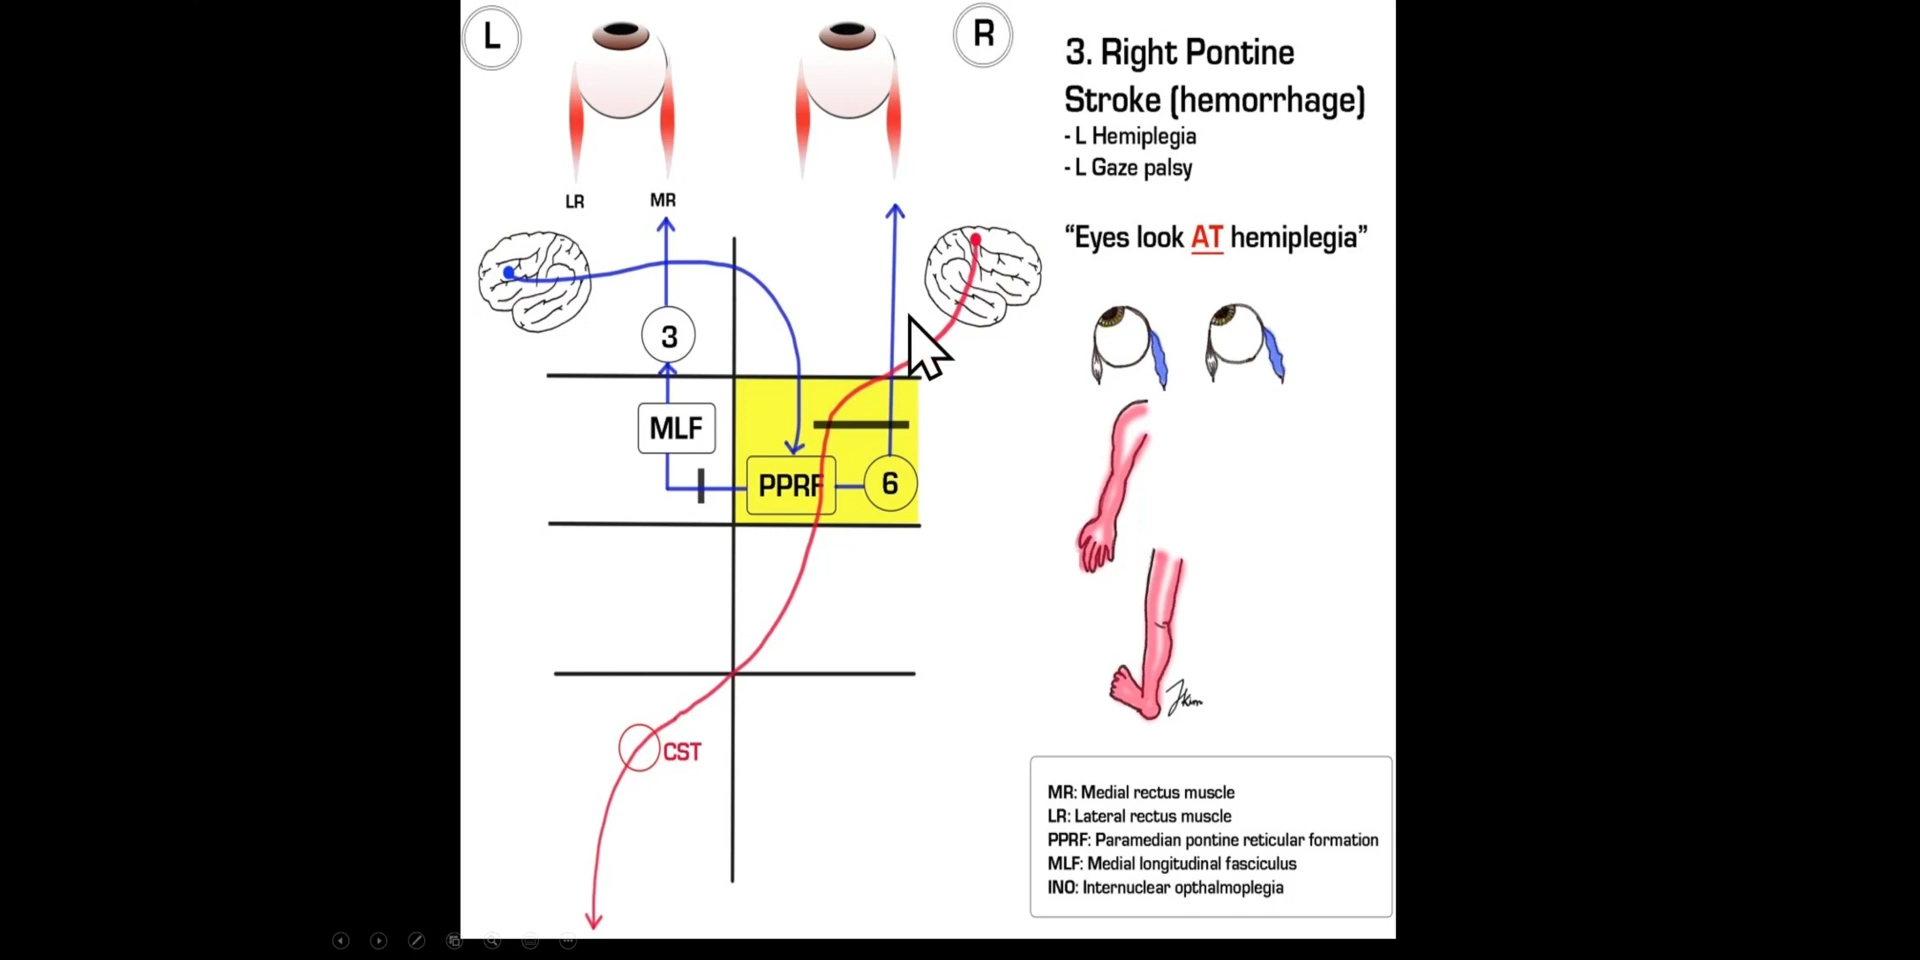 L
R
3. Right Pontine
Stroke (hemorrhage)
- L Hemiplegia
- L Gaze palsy
"Eyes look AT hemiplegia"
LR
MR
3
MLF
PPRF
6
CST
Jkim
MR: Medial rectus muscle
LR: Lateral rectus muscle
PPRF: Paramedian pontine reticular formation
MLF: Medial longitudinal fasciculus
INO: Internuclear opthalmoplegia